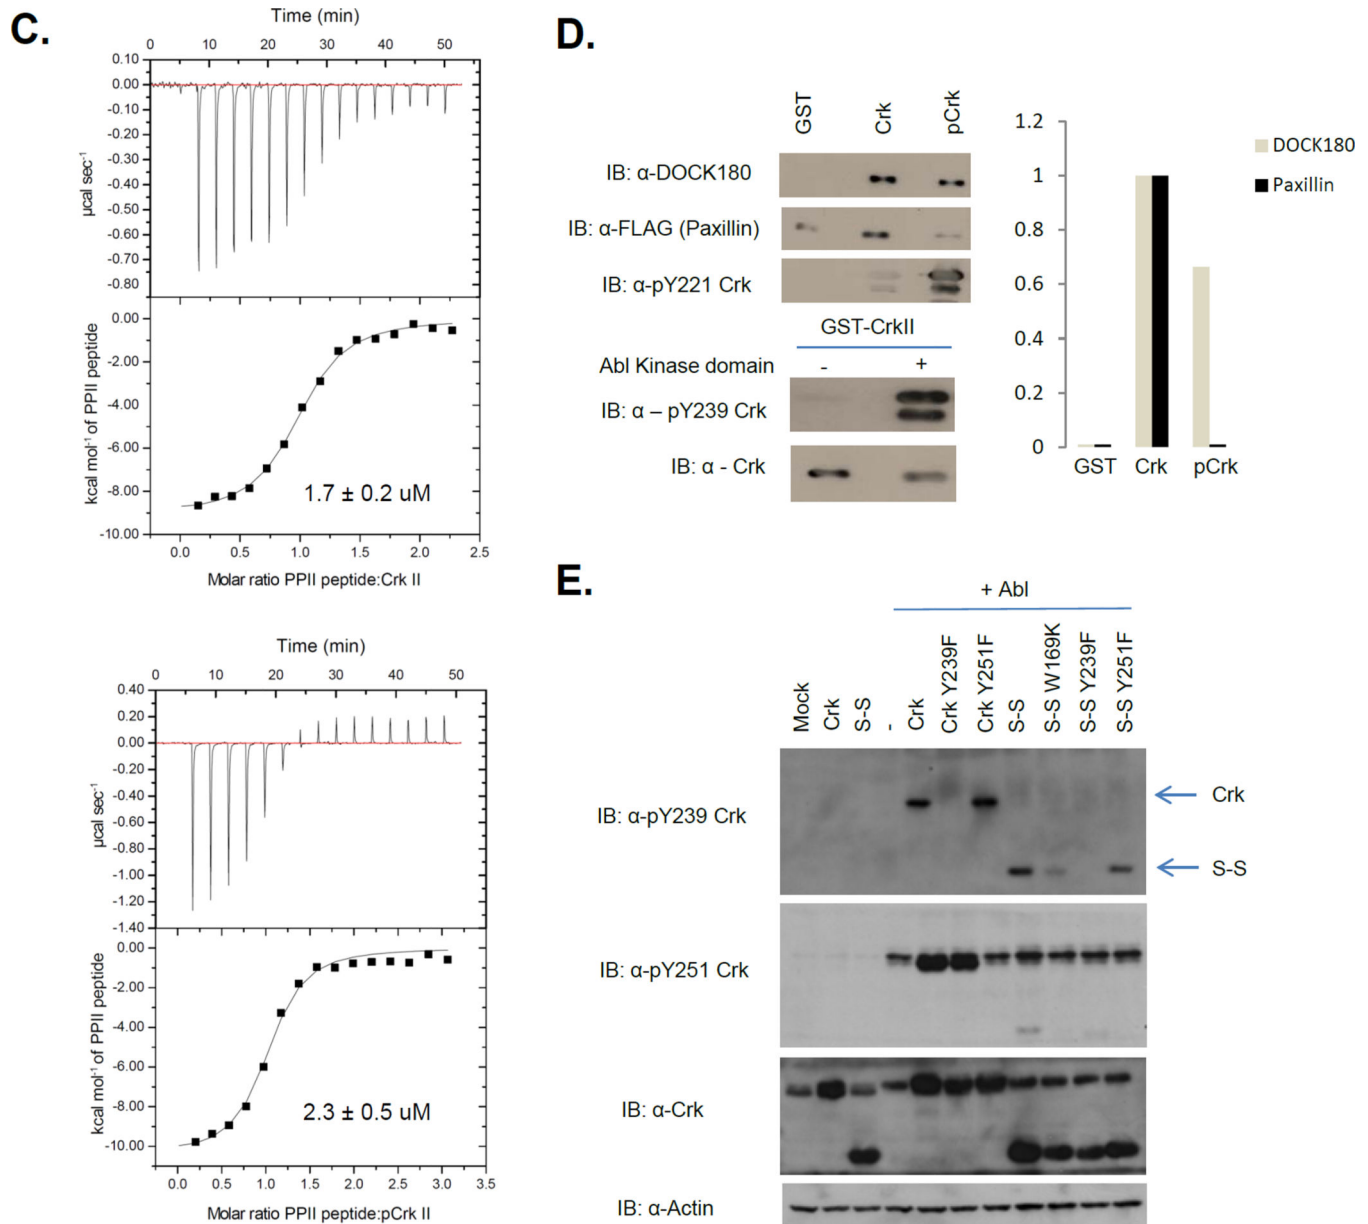 C.
Time (min)
0 10 20 30 40 50
0.10
0.00
-0.10
-0.20
-0.30
-0.40
-0.50
-0.60
-0.70
-0.80
µcal sec-1
0.00
-2.00
-4.00
-6.00
-8.00
-10.00
kcal mol-1 of PPII peptide
1.7 ± 0.2 uM
0.0 0.5 1.0 1.5 2.0 2.5
Molar ratio PPII peptide:Crk II
Time (min)
0 10 20 30 40 50
0.40
0.20
0.00
-0.20
-0.40
-0.60
-0.80
-1.00
-1.20
-1.40
µcal sec-1
0.00
-2.00
-4.00
-6.00
-8.00
-10.00
kcal mol-1 of PPII peptide
2.3 ± 0.5 uM
0.0 0.5 1.0 1.5 2.0 2.5 3.0 3.5
Molar ratio PPII peptide:pCrk II
D.
GST Crk pCrk
IB: α-DOCK180
IB: α-FLAG (Paxillin)
IB: α-pY221 Crk
GST-CrkII
Abl Kinase domain - +
IB: α – pY239 Crk
IB: α - Crk
1.2
1
0.8
0.6
0.4
0.2
0
GST Crk pCrk
DOCK180
Paxillin
E.
+ Abl
Mock Crk S-S - Crk Crk Y239F Crk Y251F S-S S-S W169K S-S Y239F S-S Y251F
IB: α-pY239 Crk
Crk
S-S
IB: α-pY251 Crk
IB: α-Crk
IB: α-Actin